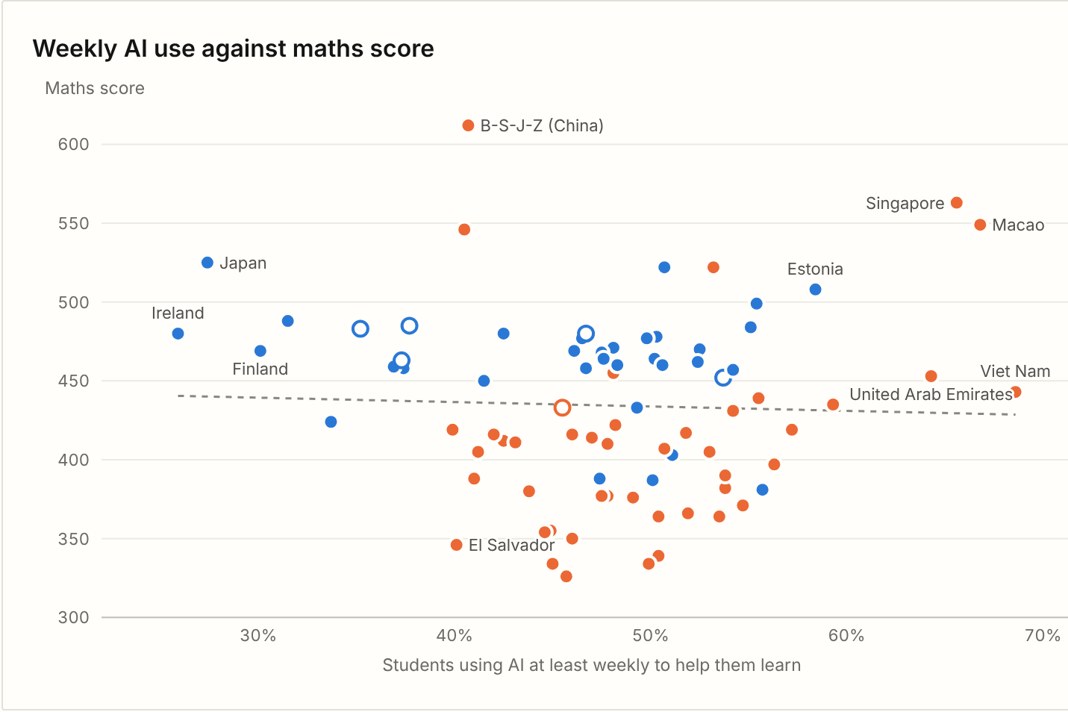 Weekly AI use against maths score
Maths score
B-S-J-Z (China)
600
Singapore
550
Macao
Japan
Estonia
500
Ireland
Finland
450
Viet Nam
United Arab Emirates
400
350
El Salvador
300
30%
40%
50%
60%
70%
Students using AI at least weekly to help them learn